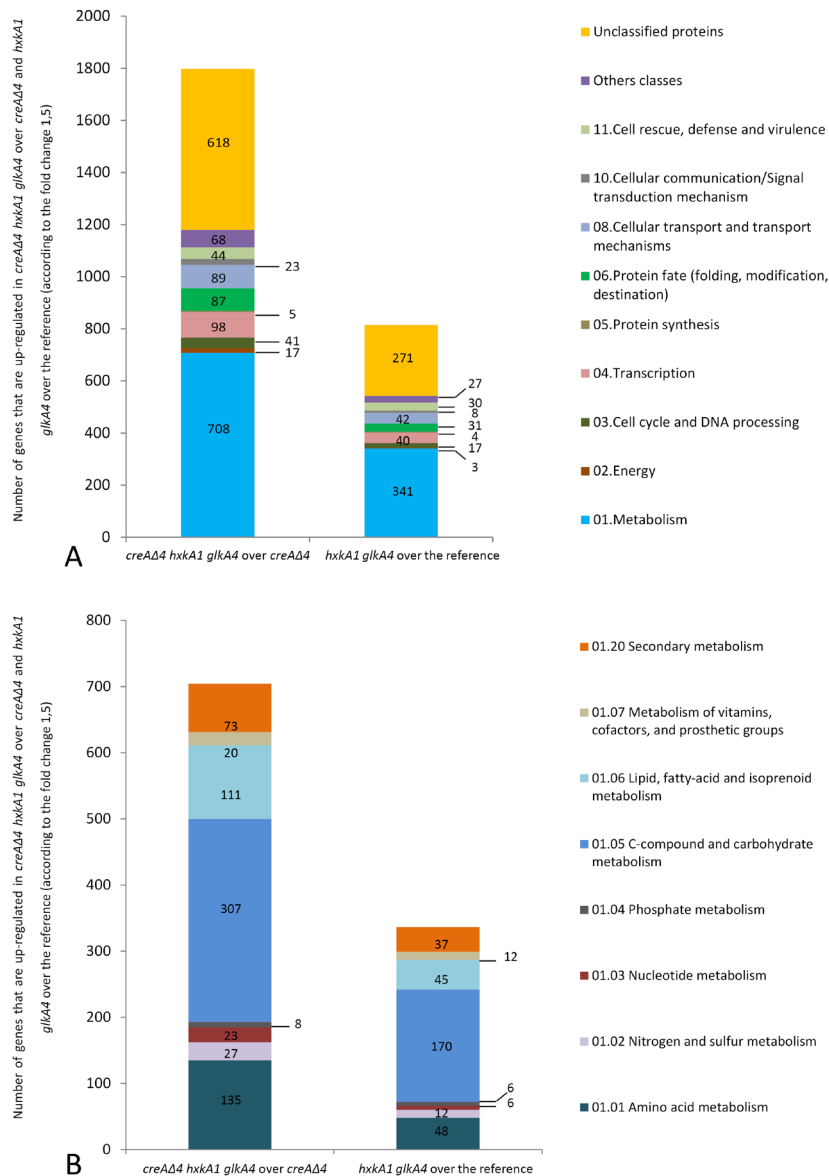 Number of genes that are up-regulated in creAΔ4 hxkA1 glkA4 over creAΔ4 and hxkA1
glkA4 over the reference (according to the fold change 1,5)
2000
1800
1600
1400
1200
1000
800
600
400
200
0
618
68
44
23
89
87
5
98
41
17
708
271
27
30
8
42
31
4
40
17
3
341
creAΔ4 hxkA1 glkA4 over creAΔ4
hxkA1 glkA4 over the reference
Unclassified proteins
Others classes
11.Cell rescue, defense and virulence
10.Cellular communication/Signal
transduction mechanism
08.Cellular transport and transport
mechanisms
06.Protein fate (folding, modification,
destination)
05.Protein synthesis
04.Transcription
03.Cell cycle and DNA processing
02.Energy
01.Metabolism
A
Number of genes that are up-regulated in creAΔ4 hxkA1 glkA4 over creAΔ4 and hxkA1
glkA4 over the reference (according to the fold change 1,5)
800
700
600
500
400
300
200
100
0
73
20
111
307
8
23
27
135
37
12
45
170
6
6
12
48
creAΔ4 hxkA1 glkA4 over creAΔ4
hxkA1 glkA4 over the reference
01.20 Secondary metabolism
01.07 Metabolism of vitamins,
cofactors, and prosthetic groups
01.06 Lipid, fatty-acid and isoprenoid
metabolism
01.05 C-compound and carbohydrate
metabolism
01.04 Phosphate metabolism
01.03 Nucleotide metabolism
01.02 Nitrogen and sulfur metabolism
01.01 Amino acid metabolism
B